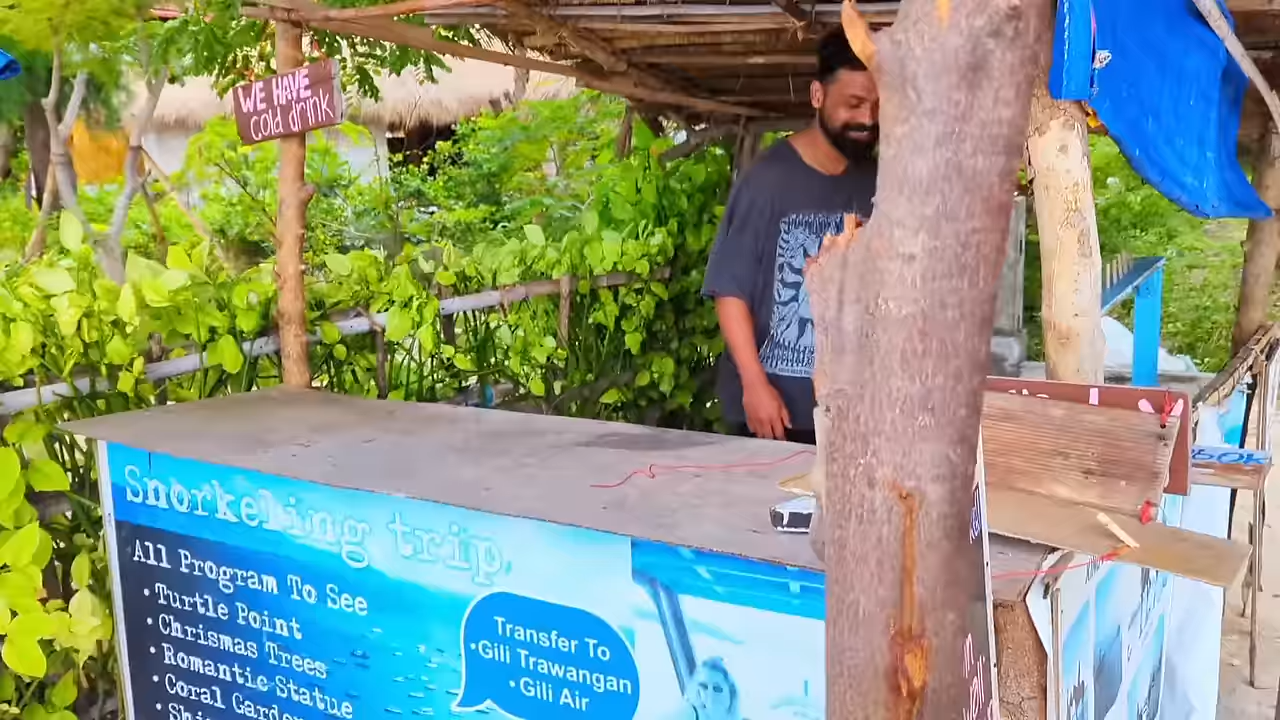 WE HAVE
cold drink
Snorkeling trip
All Program To See
• Turtle Point
• Chrismas Trees
• Romantic Statue
• Coral Garden
Transfer To
• Gili Trawangan
• Gili Air